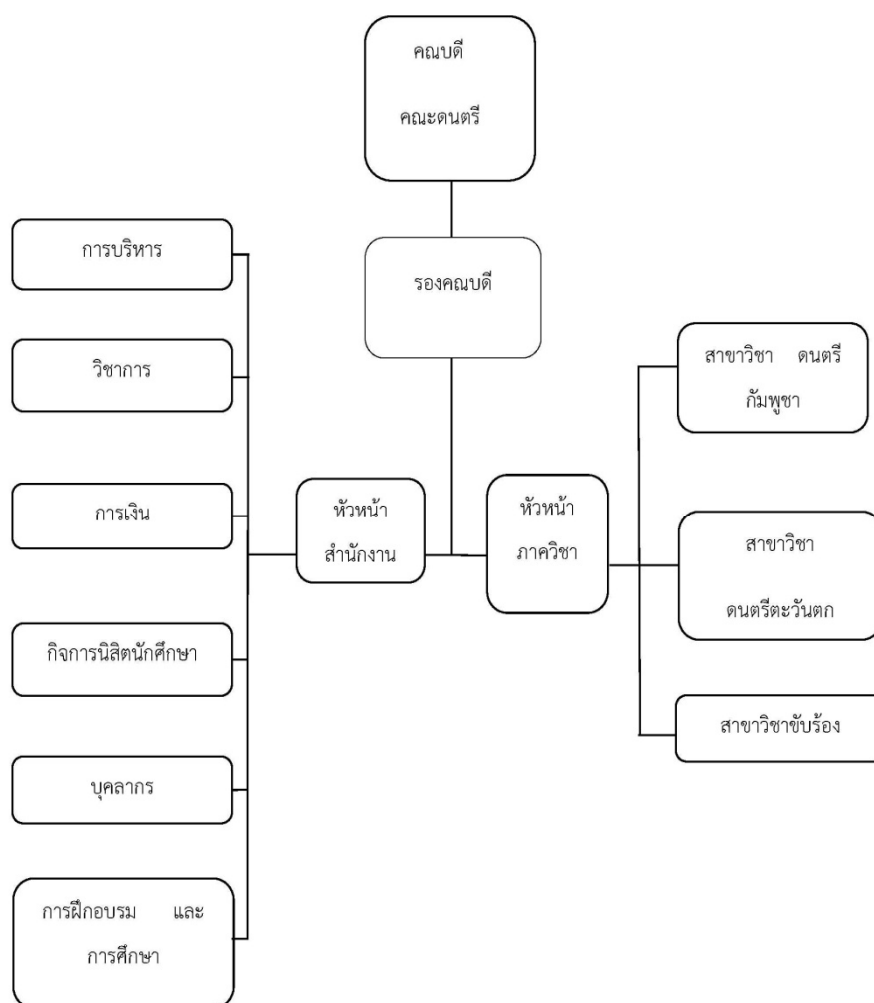 คณบดี
คณะดนตรี
รองคณบดี
การบริหาร
วิชาการ
การเงิน
กิจการนิสิตนักศึกษา
บุคลากร
การฝึกอบรม และ
การศึกษา
หัวหน้า
สำนักงาน
หัวหน้า
ภาควิชา
สาขาวิชา ดนตรี
กัมพูชา
สาขาวิชา
ดนตรีตะวันตก
สาขาวิชาขับร้อง